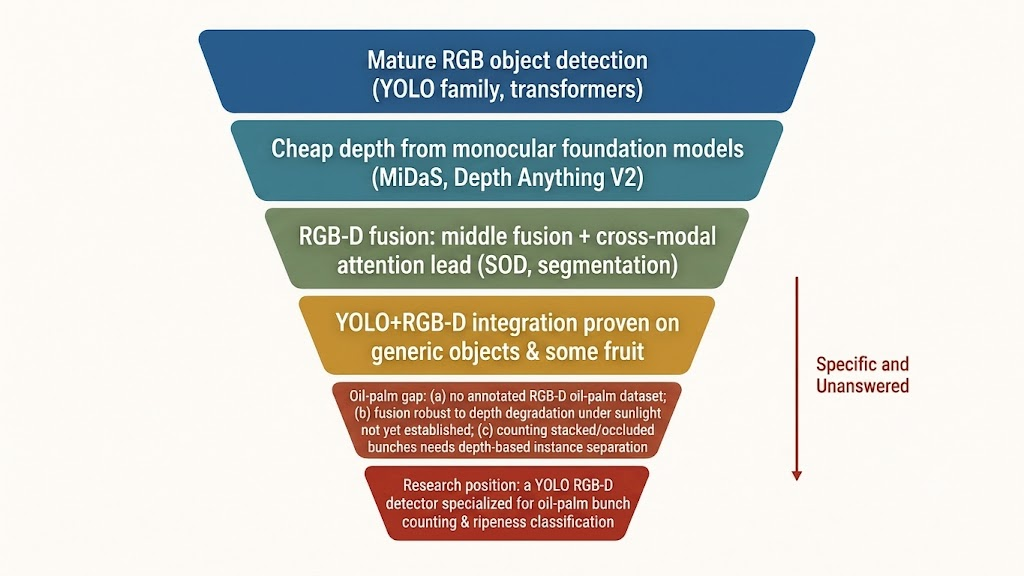 Mature RGB object detection
(YOLO family, transformers)
Cheap depth from monocular foundation models
(MiDaS, Depth Anything V2)
RGB-D fusion: middle fusion + cross-modal
attention lead (SOD, segmentation)
YOLO+RGB-D integration proven on
generic objects & some fruit
Oil-palm gap: (a) no annotated RGB-D oil-palm dataset;
(b) fusion robust to depth degradation under sunlight
not yet established; (c) counting stacked/occluded
bunches needs depth-based instance separation
Research position: a YOLO RGB-D
detector specialized for oil-palm bunch
counting & ripeness classification
Specific and
Unanswered